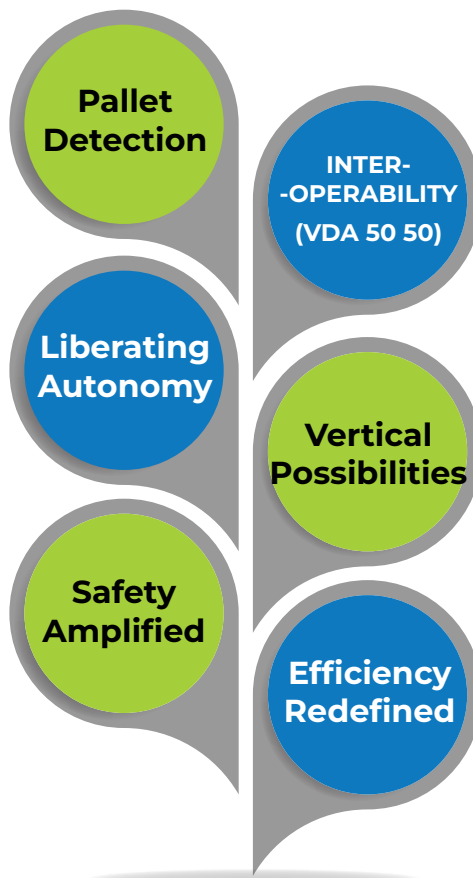 Pallet
Detection
INTER-
-OPERABILITY
(VDA 50 50)
Liberating
Autonomy
Vertical
Possibilities
Safety
Amplified
Efficiency
Redefined